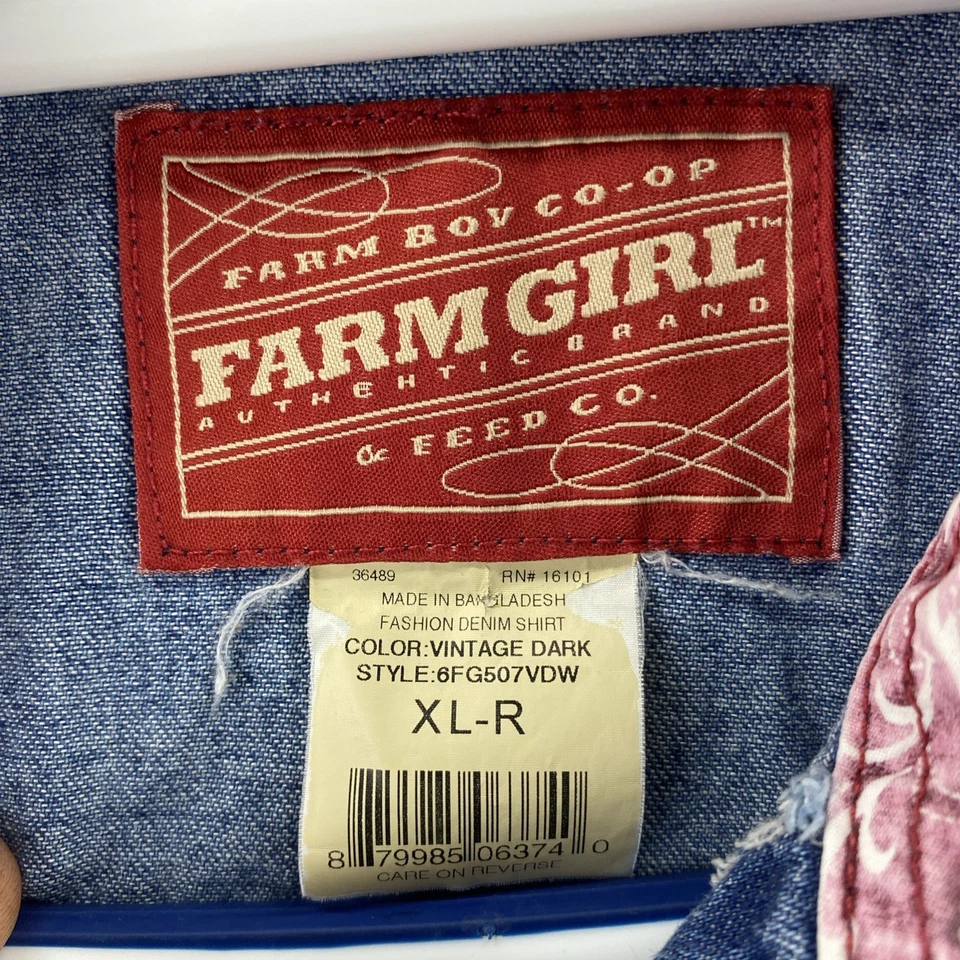 FARM BOY CO-OP
FARM GIRL™
AUTHENTIC BRAND
& FEED CO.
36489 RN# 16101
MADE IN BANGLADESH
FASHION DENIM SHIRT
COLOR:VINTAGE DARK
STYLE:6FG507VDW
XL-R
8 79985 06374 0
CARE ON REVERSE